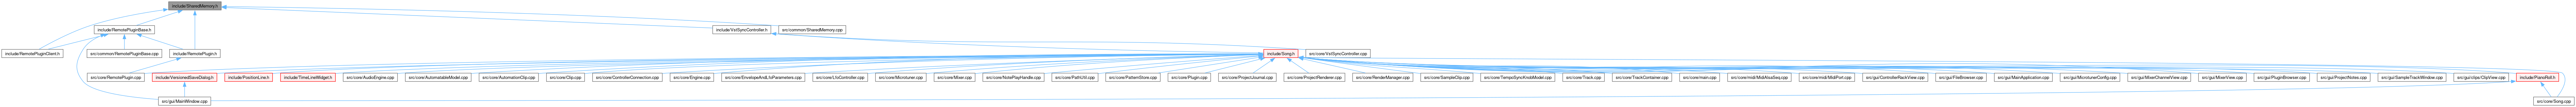 include/SharedMemory.h
include/RemotePluginBase.h
include/VstSyncController.h
src/common/SharedMemory.cpp
include/RemotePluginClient.h
src/common/RemotePluginBase.cpp
include/RemotePlugin.h
include/Song.h
src/core/VstSyncController.cpp
src/core/RemotePlugin.cpp
include/VersionedSaveDialog.h
include/PositionLine.h
include/TimeLineWidget.h
src/core/AudioEngine.cpp
src/core/AutomatableModel.cpp
src/core/AutomationClip.cpp
src/core/Clip.cpp
src/core/ControllerConnection.cpp
src/core/Engine.cpp
src/core/EnvelopeAndLfoParameters.cpp
src/core/LfoController.cpp
src/core/Microtuner.cpp
src/core/Mixer.cpp
src/core/NotePlayHandle.cpp
src/core/PathUtil.cpp
src/core/PatternStore.cpp
src/core/Plugin.cpp
src/core/ProjectJournal.cpp
src/core/ProjectRenderer.cpp
src/core/RenderManager.cpp
src/core/SampleClip.cpp
src/core/TempoSyncKnobModel.cpp
src/core/Track.cpp
src/core/TrackContainer.cpp
src/core/main.cpp
src/core/midi/MidiAlsaSeq.cpp
src/core/midi/MidiPort.cpp
src/gui/ControllerRackView.cpp
src/gui/FileBrowser.cpp
src/gui/MainApplication.cpp
src/gui/MicrotunerConfig.cpp
src/gui/MixerChannelView.cpp
src/gui/MixerView.cpp
src/gui/PluginBrowser.cpp
src/gui/ProjectNotes.cpp
src/gui/SampleTrackWindow.cpp
src/gui/clips/ClipView.cpp
include/PianoRoll.h
src/gui/MainWindow.cpp
src/core/Song.cpp